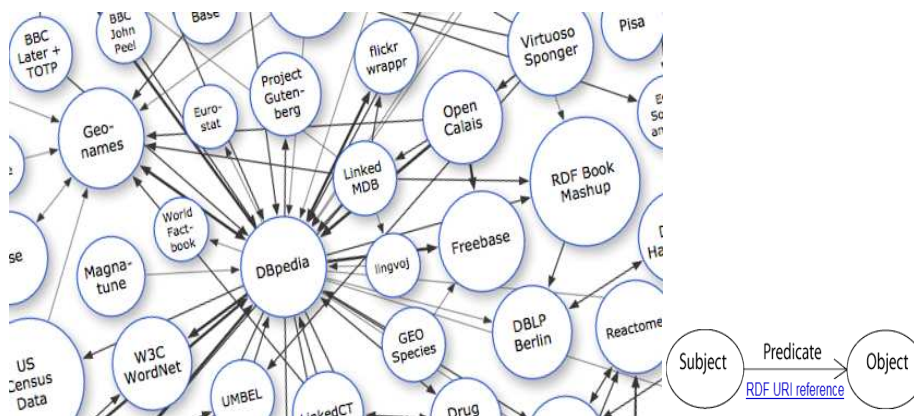 BBC
Later +
TOTP
BBC
John
Peel
Base
flickr
wrappr
Virtuoso
Sponger
Pisa
Geo-
names
Euro-
stat
Project
Guten-
berg
Open
Calais
Linked
MDB
RDF Book
Mashup
World
Fact-
book
Magna-
tune
DBpedia
lingvoj
Freebase
GEO
Species
DBLP
Berlin
Reactome
US
Census
Data
W3C
WordNet
UMBEL
LinkedCT
Drug
Subject
Predicate
RDF URI reference
Object